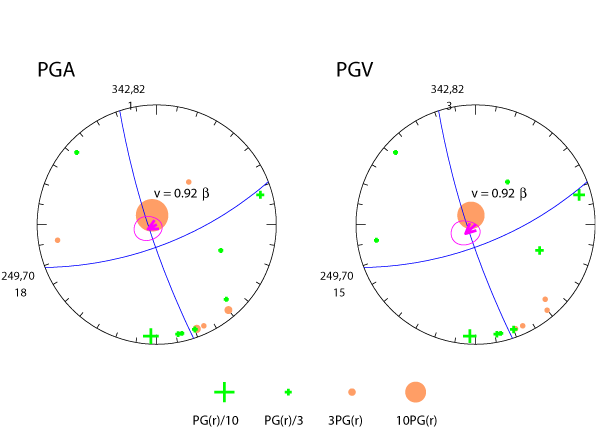 PGA
PGV
342,82
1
342,82
3
v = 0.92 β
v = 0.92 β
249,70
18
249,70
15
PG(r)/10
PG(r)/3
3PG(r)
10PG(r)